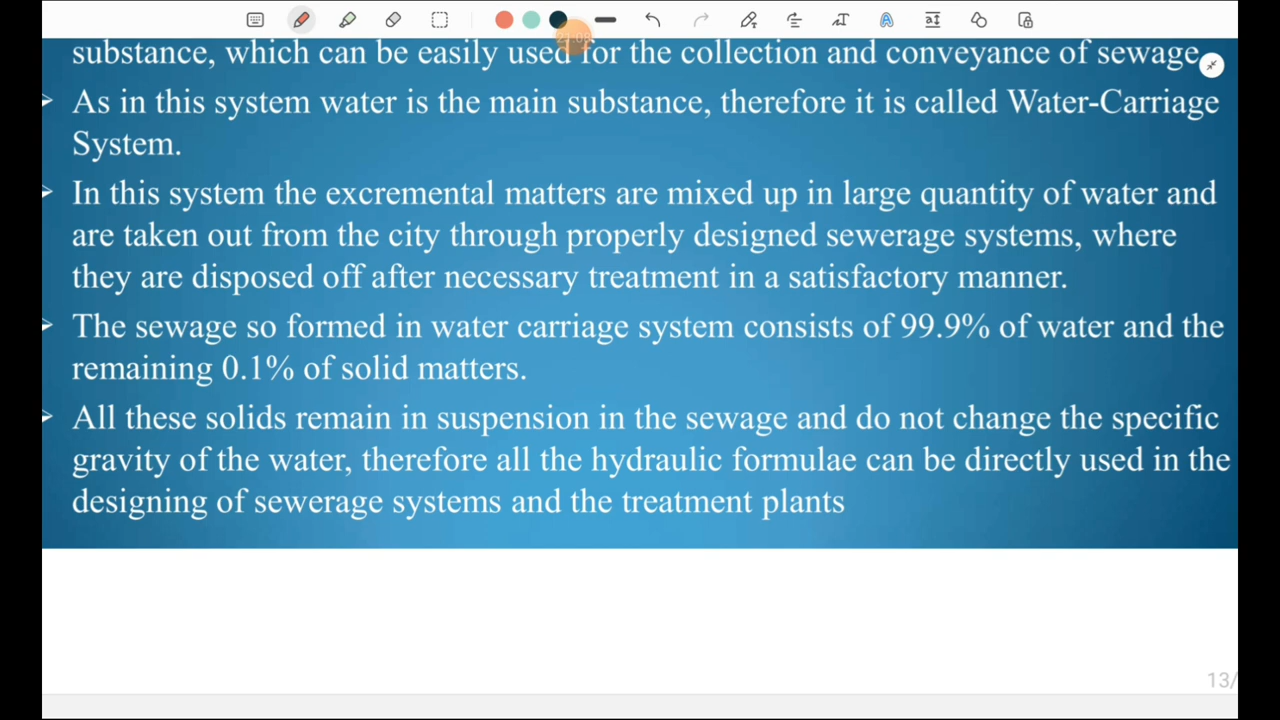 substance, which can be easily used for the collection and conveyance of sewage
As in this system water is the main substance, therefore it is called Water-Carriage
System.
In this system the excremental matters are mixed up in large quantity of water and
are taken out from the city through properly designed sewerage systems, where
they are disposed off after necessary treatment in a satisfactory manner.
The sewage so formed in water carriage system consists of 99.9% of water and the
remaining 0.1% of solid matters.
All these solids remain in suspension in the sewage and do not change the specific
gravity of the water, therefore all the hydraulic formulae can be directly used in the
designing of sewerage systems and the treatment plants
13/